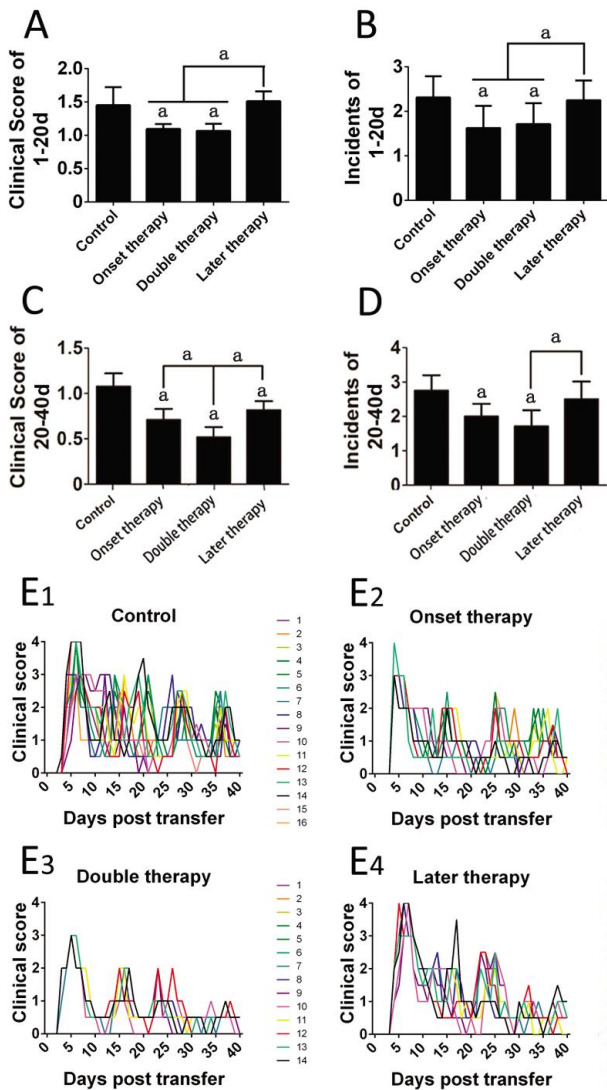 A
Clinical Score of
1-20d
2.0
1.5
1.0
0.5
0.0
a
a
a
Control
Onset therapy
Double therapy
Later therapy
B
Incidents of
1-20d
3
2
1
0
a
a
a
Control
Onset therapy
Double therapy
Later therapy
C
Clinical Score of
20-40d
1.5
1.0
0.5
0.0
a
a
a
a
a
Control
Onset therapy
Double therapy
Later therapy
D
Incidents of
20-40d
4
3
2
1
0
a
a
a
Control
Onset therapy
Double therapy
Later therapy
E1
Control
Clinical score
4
3
2
1
0
0 5 10 15 20 25 30 35 40
Days post transfer
1
2
3
4
5
6
7
8
9
10
11
12
13
14
15
16
E2
Onset therapy
Clinical score
4
3
2
1
0
0 5 10 15 20 25 30 35 40
Days post transfer
E3
Double therapy
Clinical score
4
3
2
1
0
0 5 10 15 20 25 30 35 40
Days post transfer
1
2
3
4
5
6
7
8
9
10
11
12
13
14
E4
Later therapy
Clinical score
4
3
2
1
0
0 5 10 15 20 25 30 35 40
Days post transfer